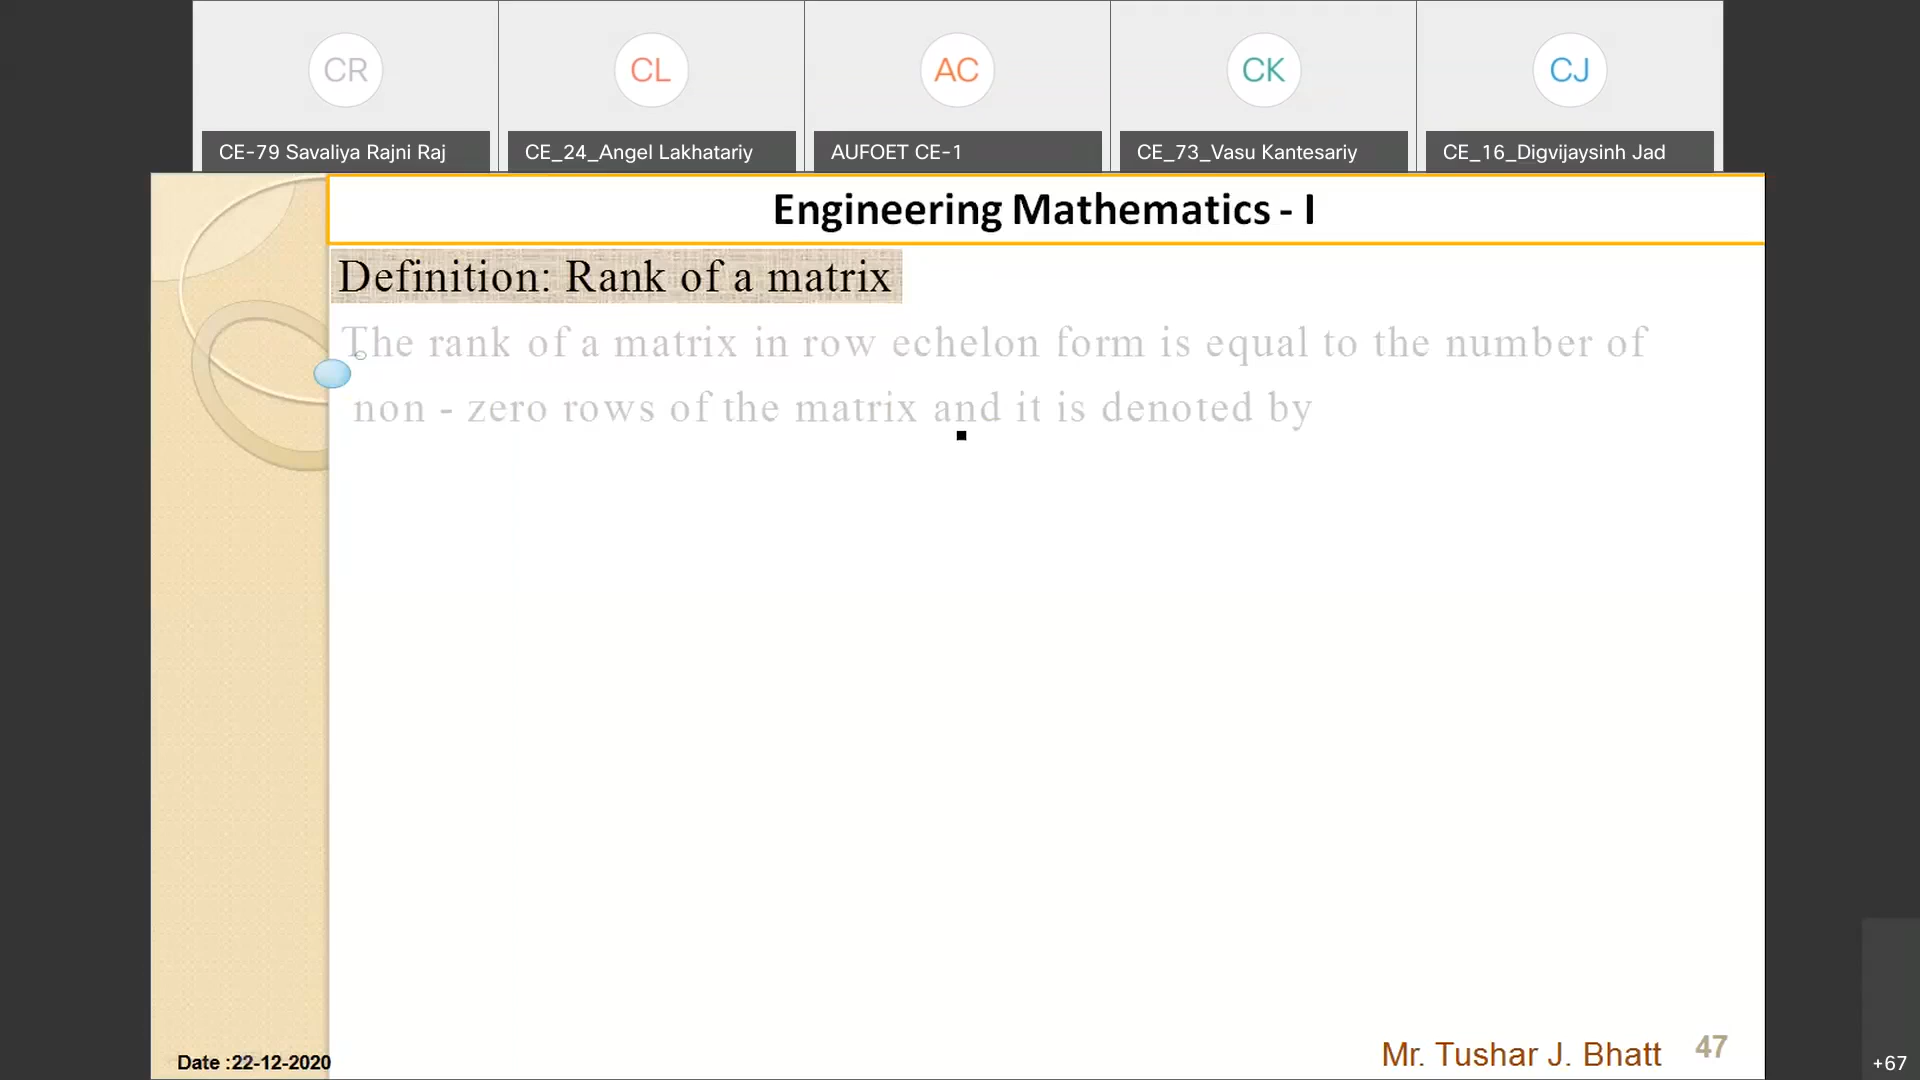 CR
CL
AC
CK
CJ
CE-79 Savaliya Rajni Raj
CE_24_Angel Lakhatariy
AUFOET CE-1
CE_73_Vasu Kantesariy
CE_16_Digvijaysinh Jad
Engineering Mathematics - I
Definition: Rank of a matrix
The rank of a matrix in row echelon form is equal to the number of
non - zero rows of the matrix and it is denoted by
Date :22-12-2020
Mr. Tushar J. Bhatt
47
+67